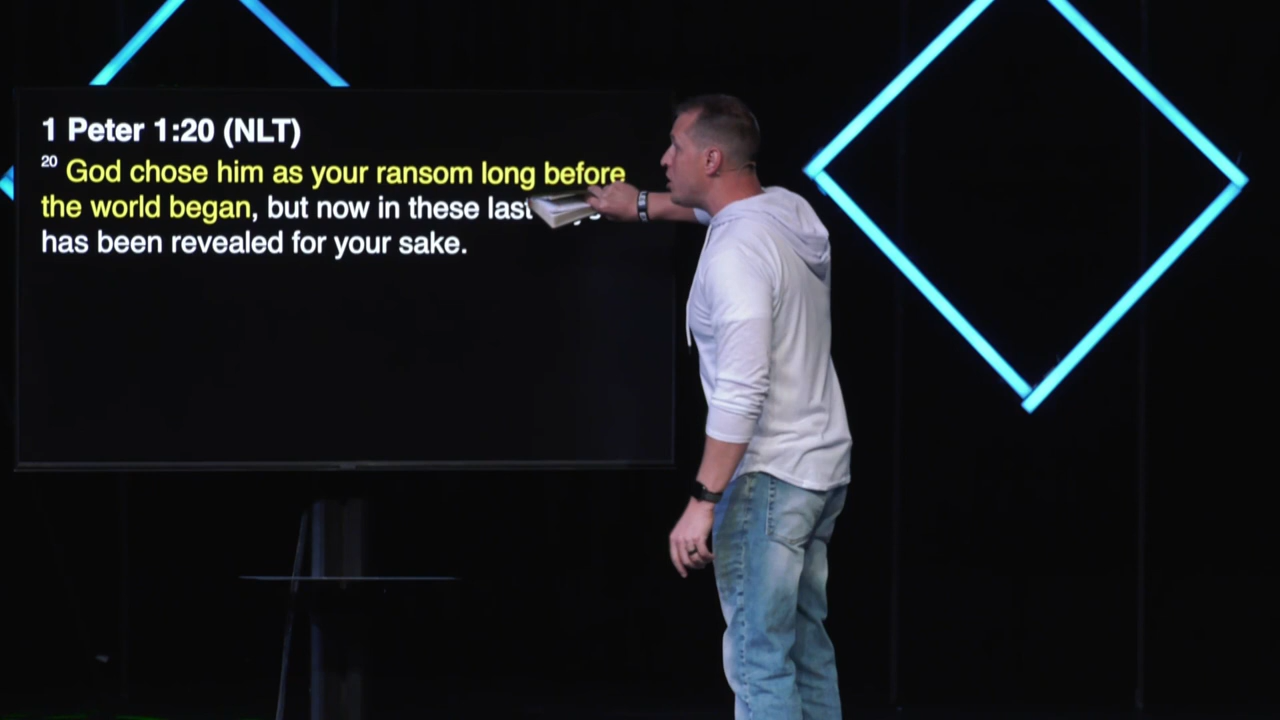 1 Peter 1:20 (NLT)
20 God chose him as your ransom long before
the world began, but now in these last
has been revealed for your sake.